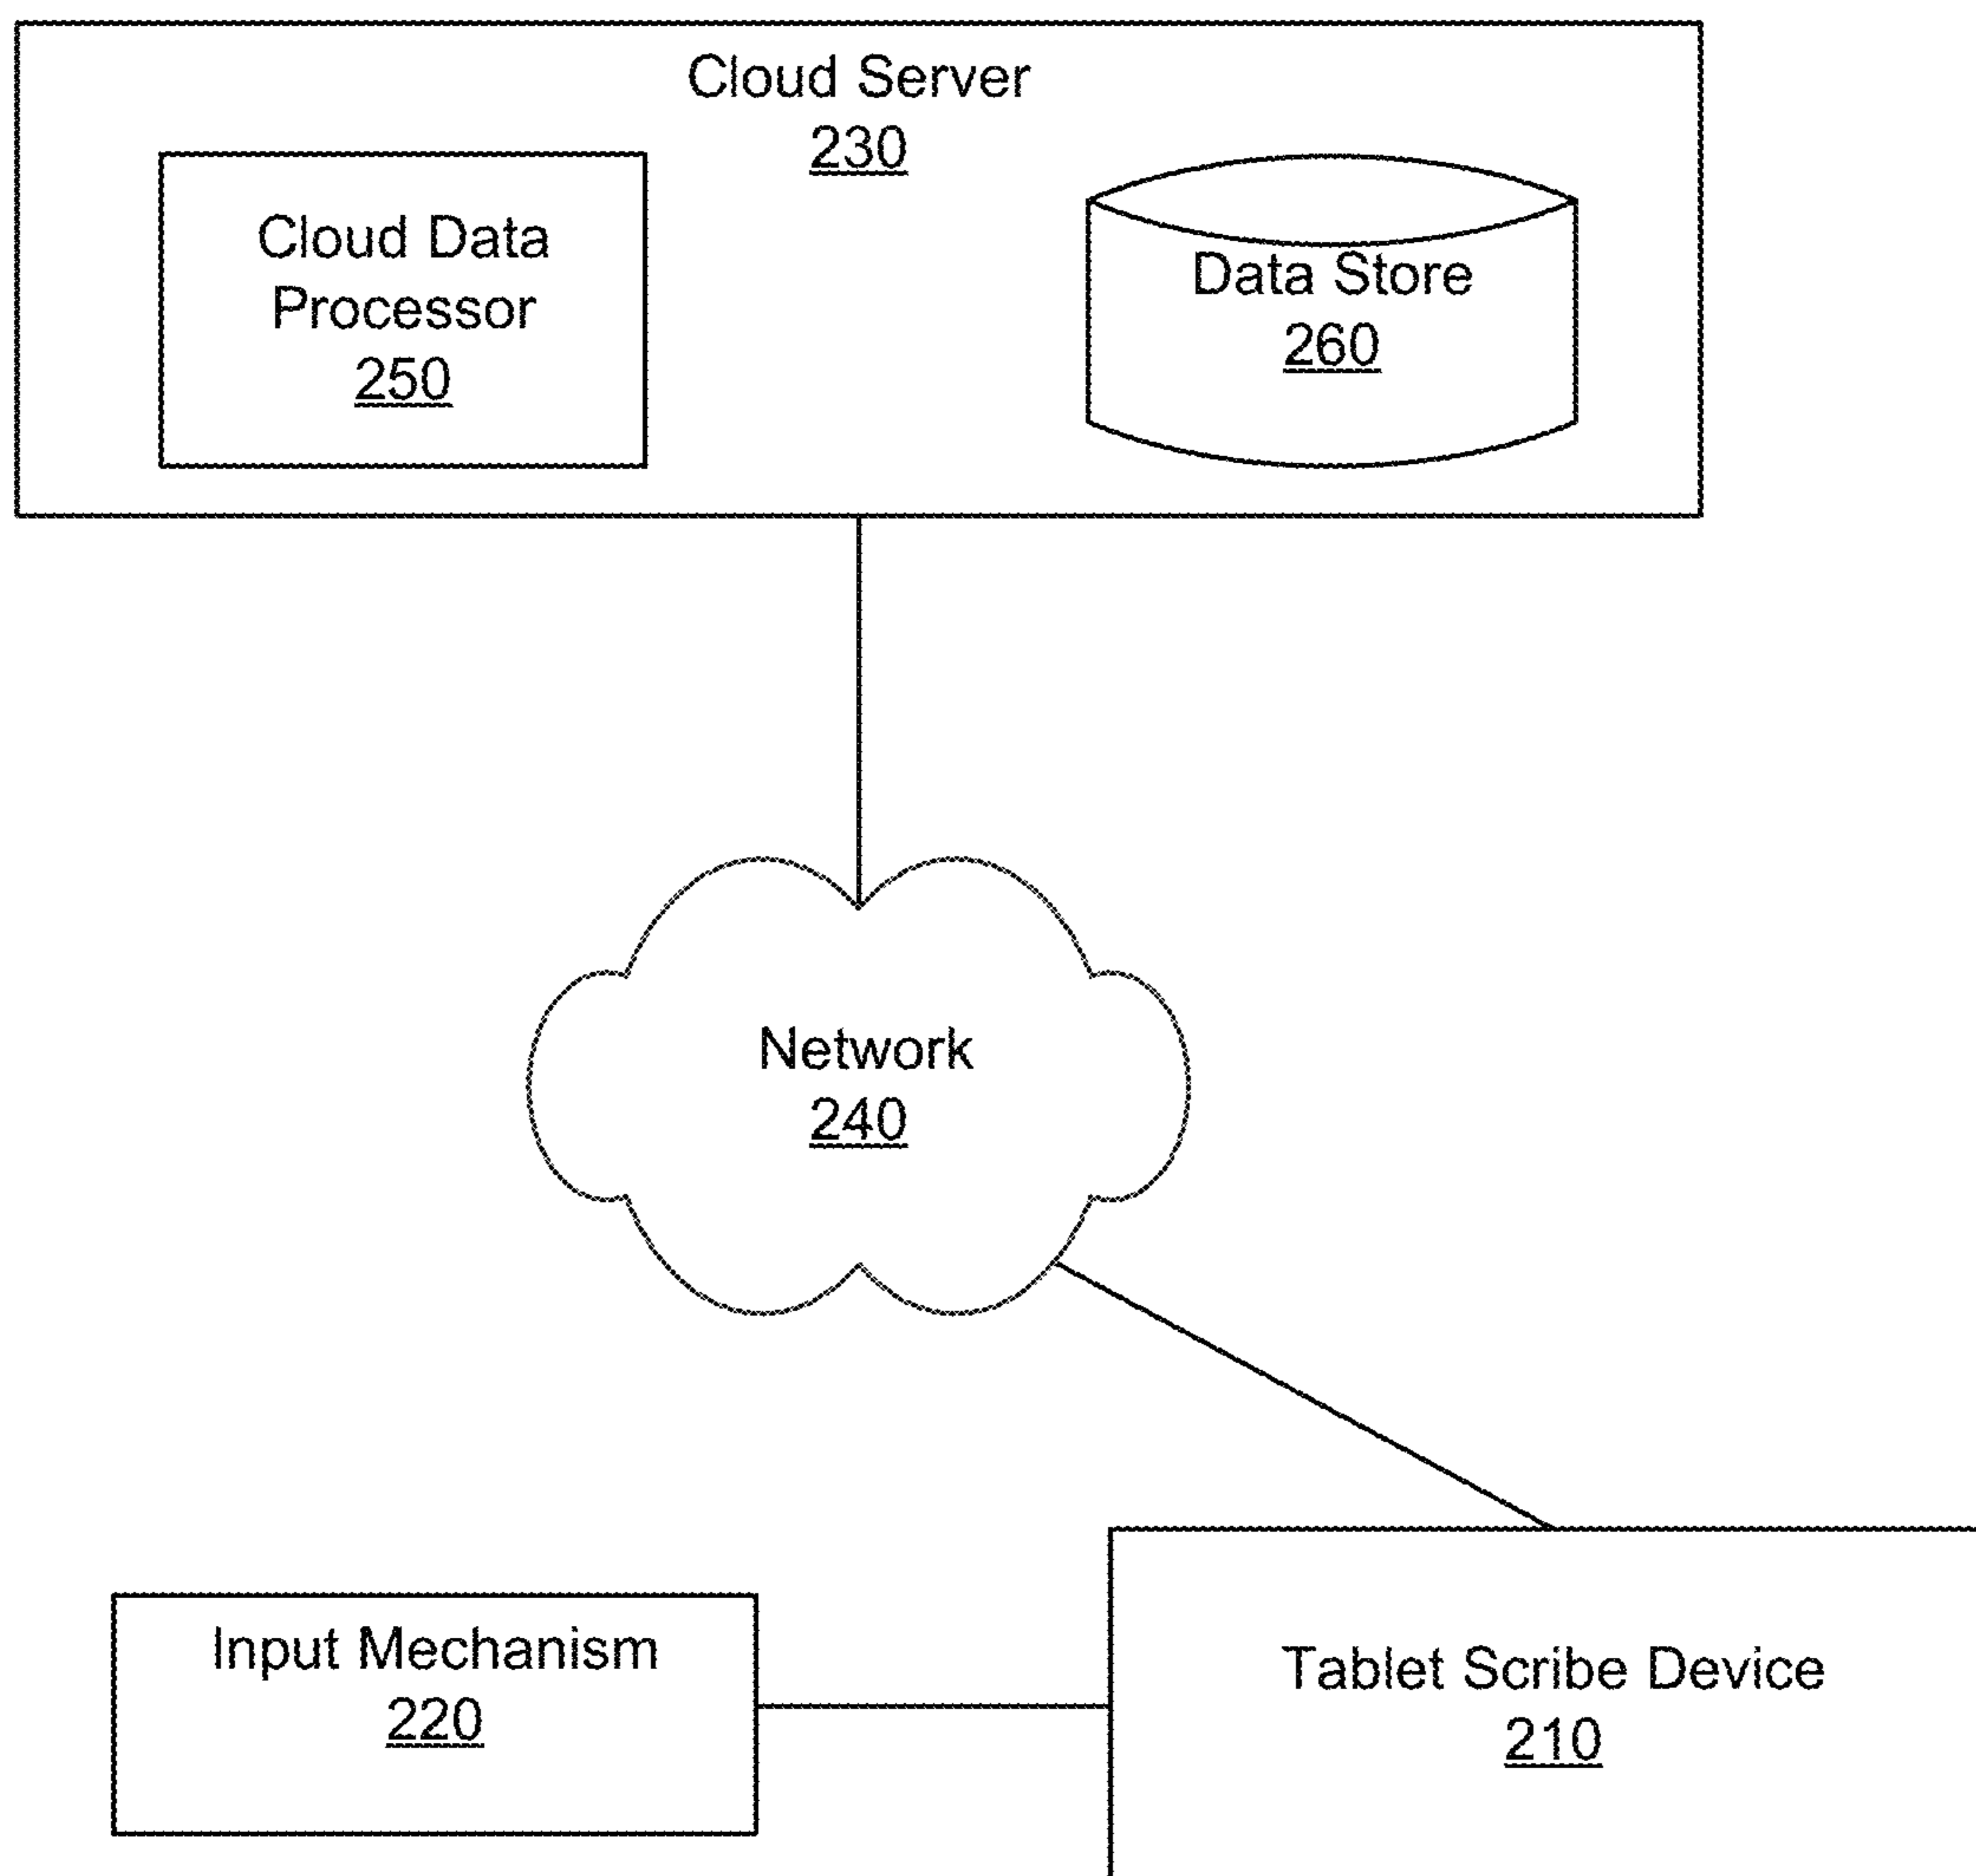 Cloud Server
230
Cloud Data
Processor
250
Data Store
260
Network
240
Input Mechanism
220
Tablet Scribe Device
210